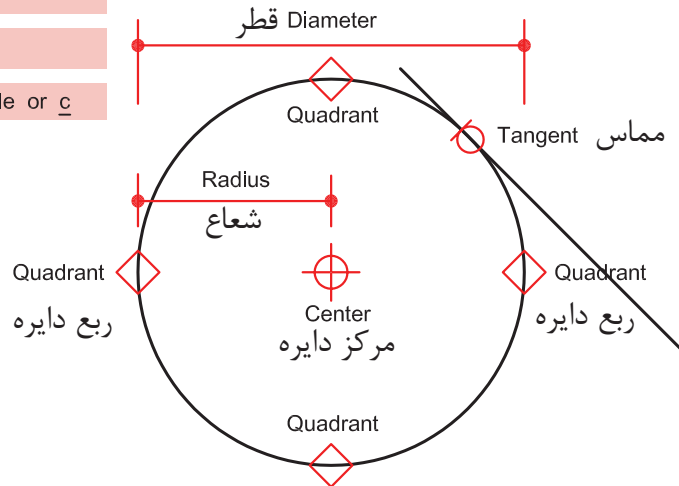 قطر Diameter
Quadrant
le or c
Tangent مماس
Radius
شعاع
Quadrant
Quadrant
Center
ربع دایره
مرکز دایره
ربع دایره
Quadrant